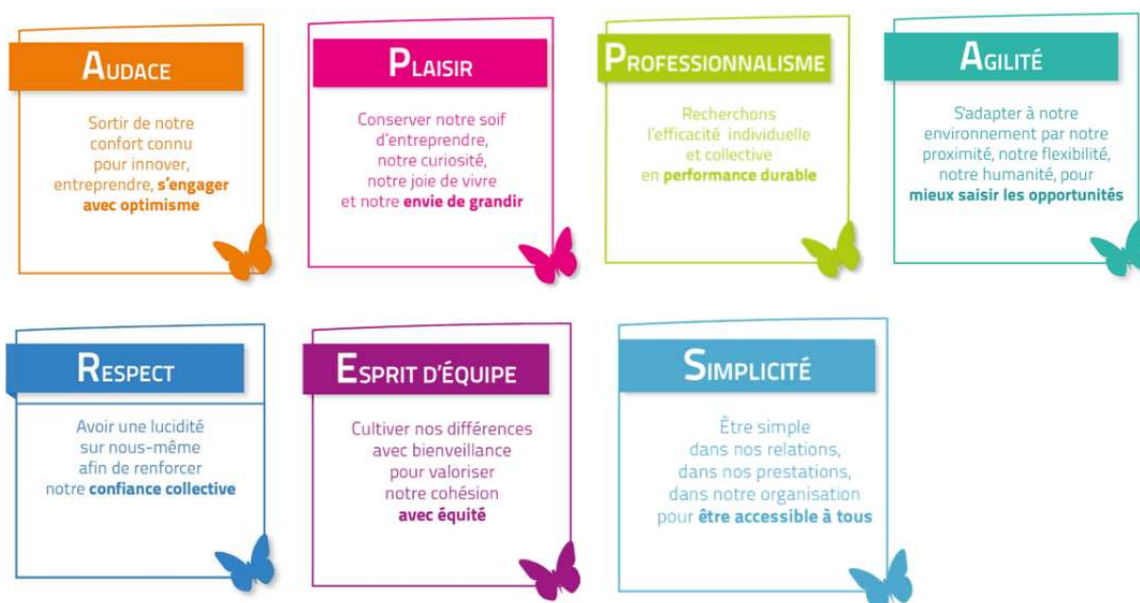 AUDACE
Sortir de notre
confort connu
pour innover,
entreprendre, s'engager
avec optimisme
PLAISIR
Conserver notre soif
d'entreprendre,
notre curiosité,
notre joie de vivre
et notre envie de grandir
PROFESSIONNALISME
Recherchons
l'efficacité individuelle
et collective
en performance durable
AGILITÉ
S'adapter à notre
environnement par notre
proximité, notre flexibilité,
notre humanité, pour
mieux saisir les opportunités
RESPECT
Avoir une lucidité
sur nous-même
afin de renforcer
notre confiance collective
ESPRIT D'ÉQUIPE
Cultiver nos différences
avec bienveillance
pour valoriser
notre cohésion
avec équité
SIMPLICITÉ
Être simple
dans nos relations,
dans nos prestations,
dans notre organisation
pour être accessible à tous